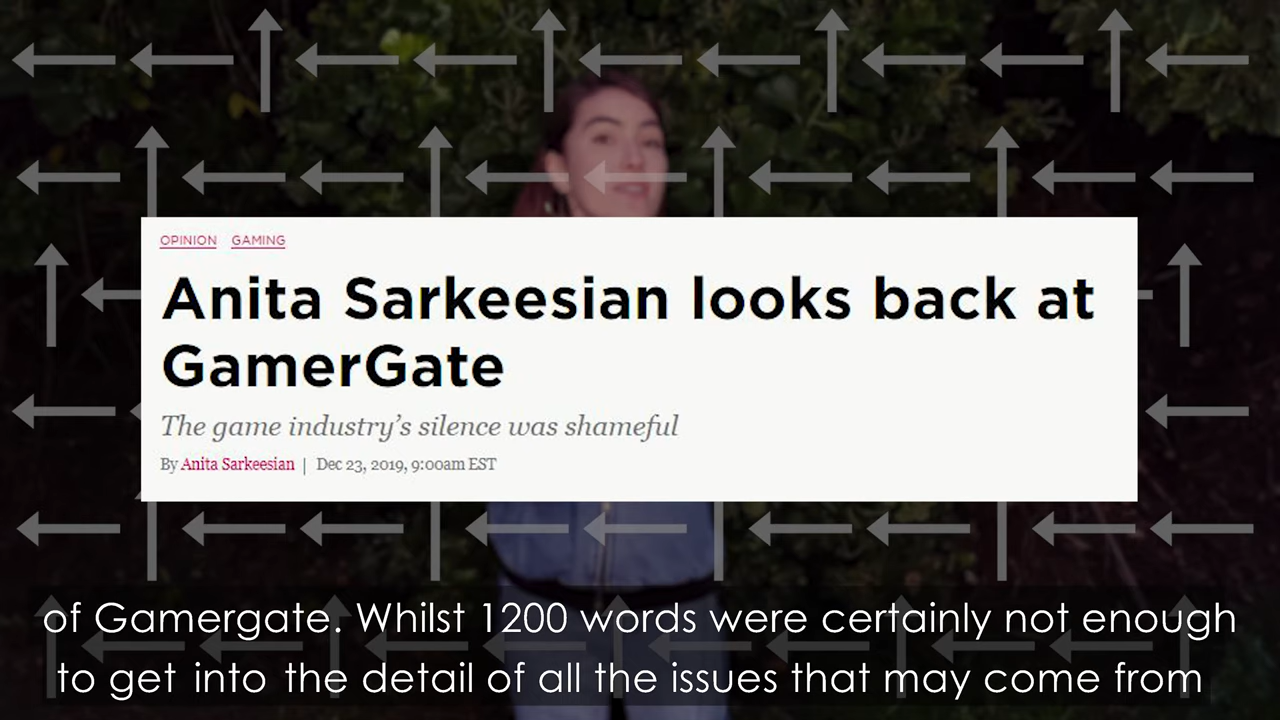 OPINION GAMING
Anita Sarkeesian looks back at
GamerGate
The game industry's silence was shameful
By Anita Sarkeesian | Dec 23, 2019, 9:00am EST
of Gamergate. Whilst 1200 words were certainly not enough
to get into the detail of all the issues that may come from